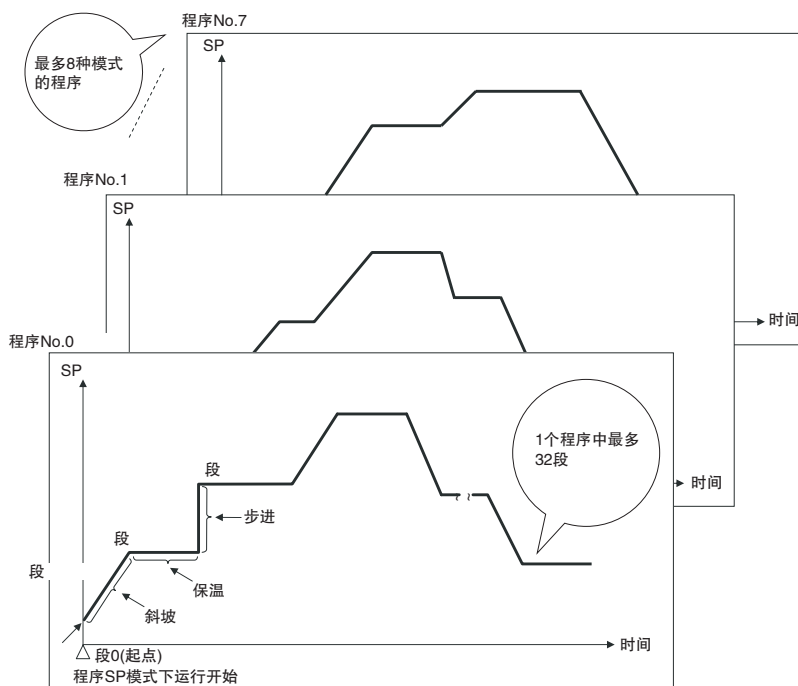 程序No.7
SP
最多8种模式
的程序
程序No.1
SP
时间
程序No.0
SP
1个程序中最多
32段
时间
段
步进
段
段
保温
斜坡
时间
段0(起点)
程序SP模式下运行开始